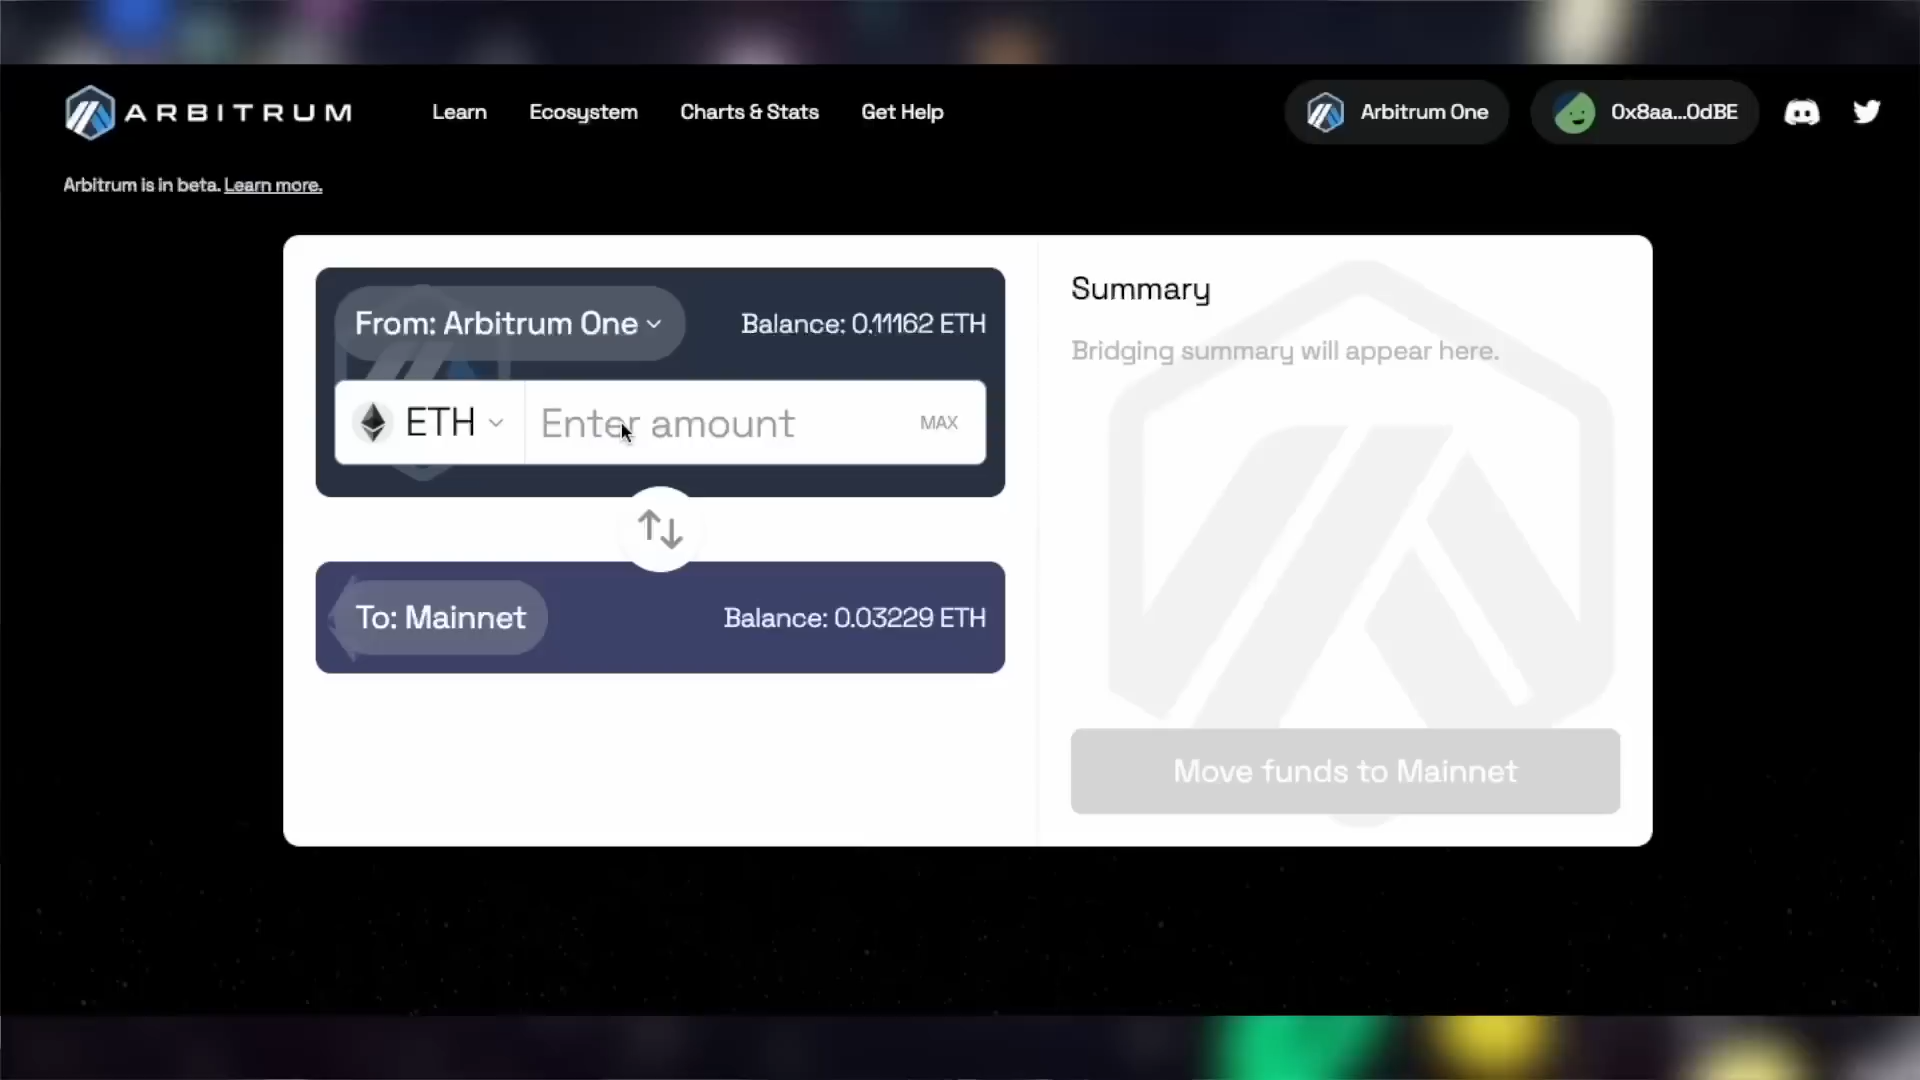 ARBITRUM
Learn
Ecosystem
Charts & Stats
Get Help
Arbitrum One
0x8aa...0dBE
Arbitrum is in beta. Learn more.
From: Arbitrum One
Balance: 0.11162 ETH
ETH
Enter amount
MAX
To: Mainnet
Balance: 0.03229 ETH
Summary
Bridging summary will appear here.
Move funds to Mainnet